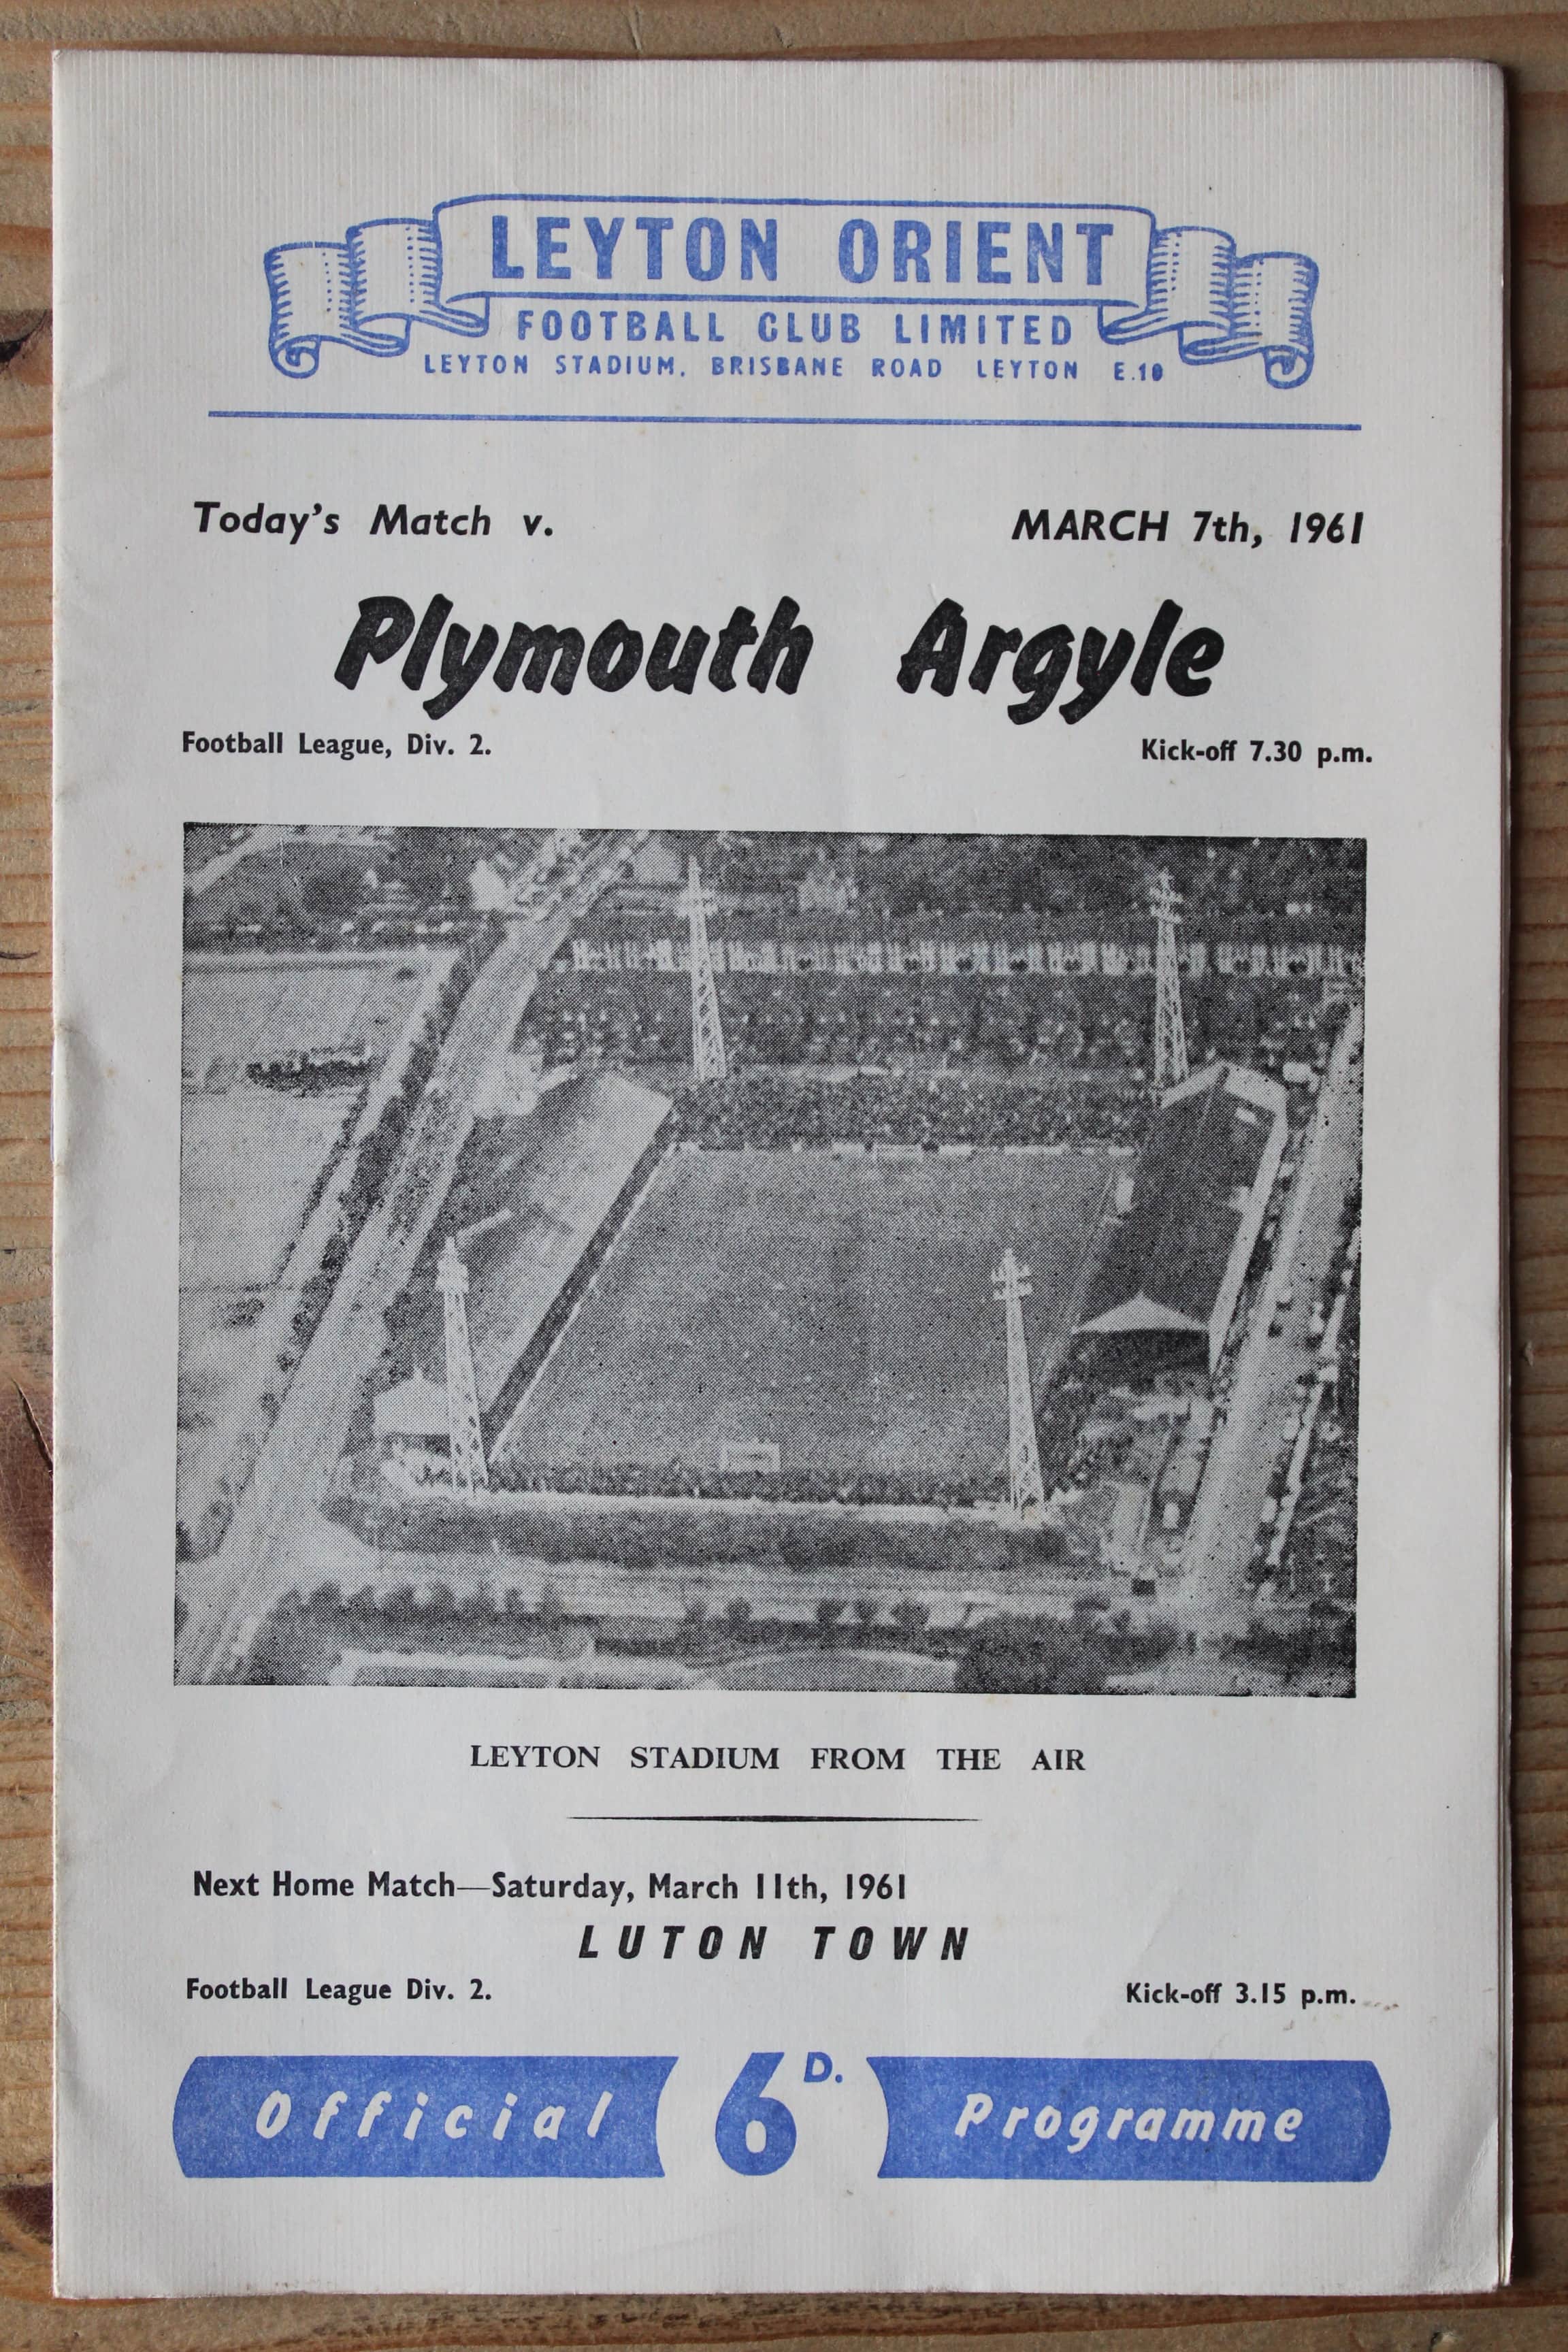 LEYTON ORIENT
FOOTBALL CLUB LIMITED
LEYTON STADIUM, BRISBANE ROAD LEYTON E.10
Today's Match v. MARCH 7th, 1961
Plymouth Argyle
Football League, Div. 2. Kick-off 7.30 p.m.
LEYTON STADIUM FROM THE AIR
Next Home Match—Saturday, March 11th, 1961
LUTON TOWN
Football League Div. 2. Kick-off 3.15 p.m.
Official 6D. Programme